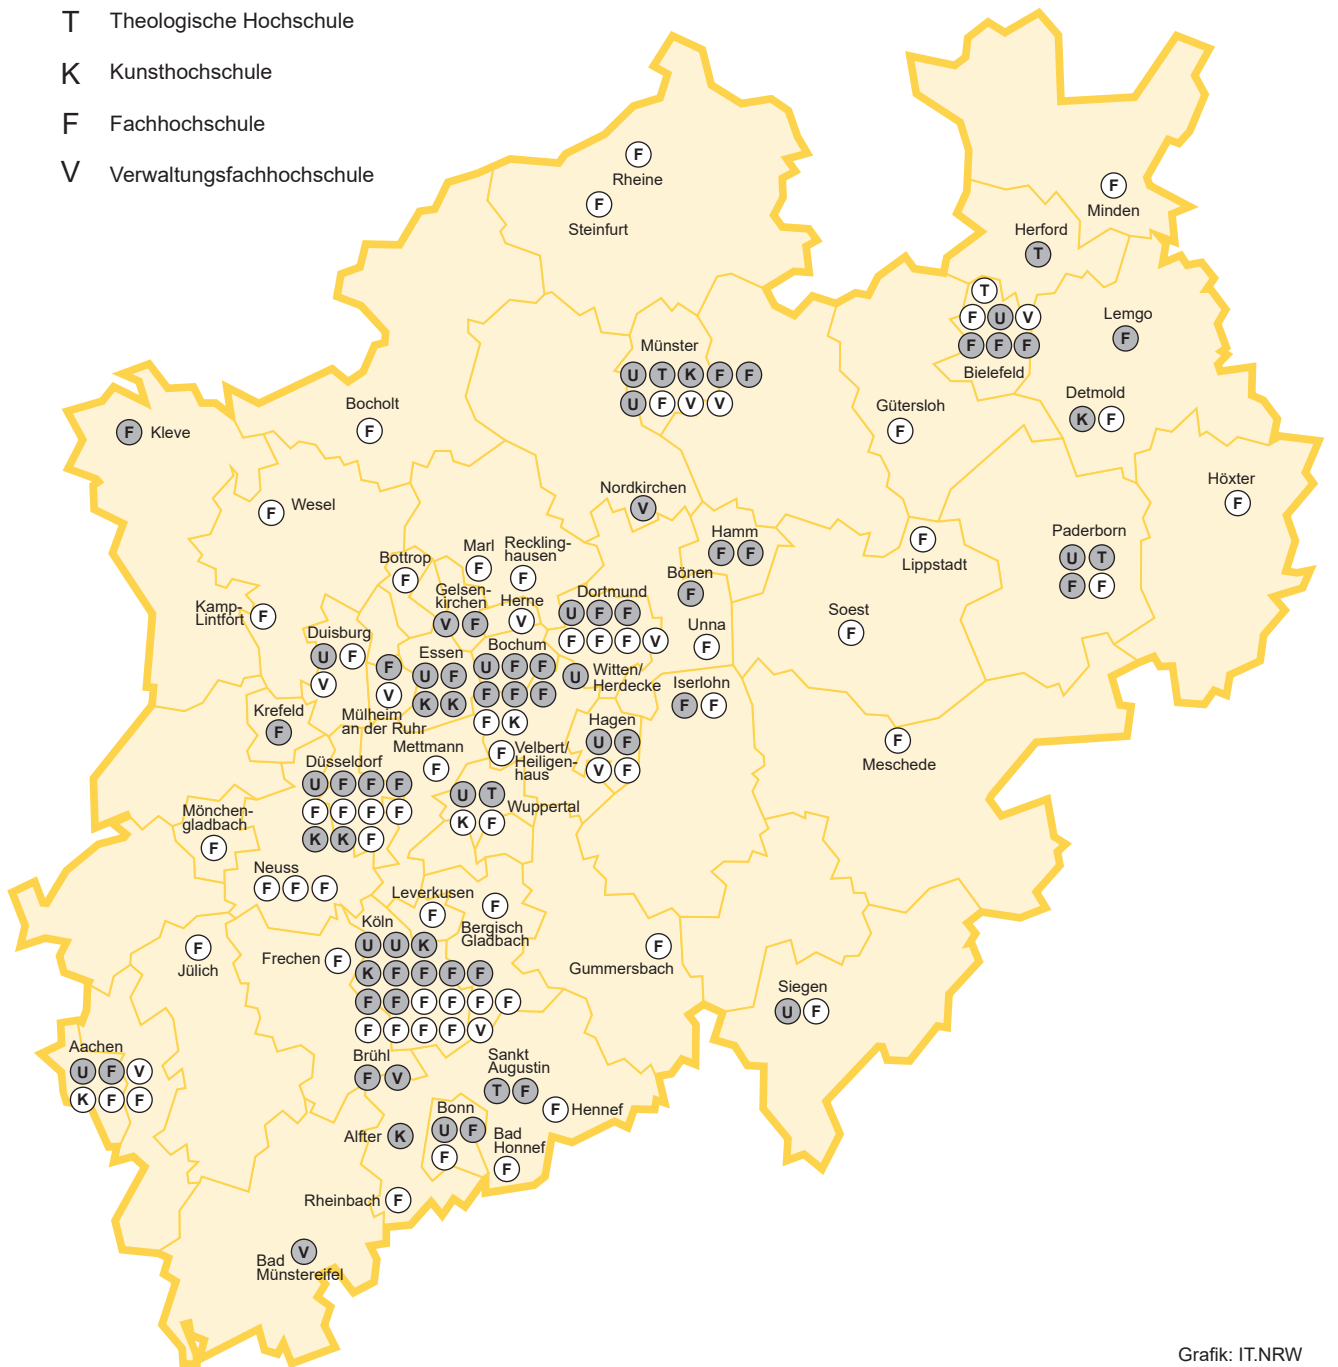 T Theologische Hochschule
K Kunsthochschule
F Fachhochschule
V Verwaltungsfachhochschule
F
Rheine
F
Steinfurt
F
Minden
Herford
T
T
F U V
F F F
Bielefeld
Lemgo
F
Münster
U T K F F
U F V V
Detmold
K F
Gütersloh
F
Bocholt
F
F Kleve
Höxter
F
F Wesel
Nordkirchen
V
Hamm
F F
F
Lippstadt
Paderborn
U T
F F
Bottrop
F
Marl
F
Reckling-
hausen
F
Gelsen-
kirchen
V F
Herne
V
Dortmund
U F F
F F F V
Bönen
F
Unna
F
Soest
F
Kamp-
Lintfort F
Duisburg
U F
V
F
V
Mülheim
an der Ruhr
Essen
U F
K K
Bochum
U F F
F F F
F K
U Witten/
Herdecke
Iserlohn
F F
Krefeld
F
Hagen
U F
V F
F
Meschede
Mettmann
F
F Velbert/
Heiligen-
haus
Düsseldorf
U F F F
F F F F
K K F
U T
K F
Wuppertal
Mönchen-
gladbach
F
Neuss
F F F
Leverkusen
F
F
Bergisch
Gladbach
Köln
U U K
K F F F F
F F F F F F
F F F F V
Frechen F
F
Jülich
F
Gummersbach
Siegen
U F
Aachen
U F V
K F F
Brühl
F V
Sankt
Augustin
T F
F Hennef
Alfter K
Bonn
U F
F
Bad
Honnef
F
Rheinbach F
V
Bad
Münstereifel
Grafik: IT.NRW